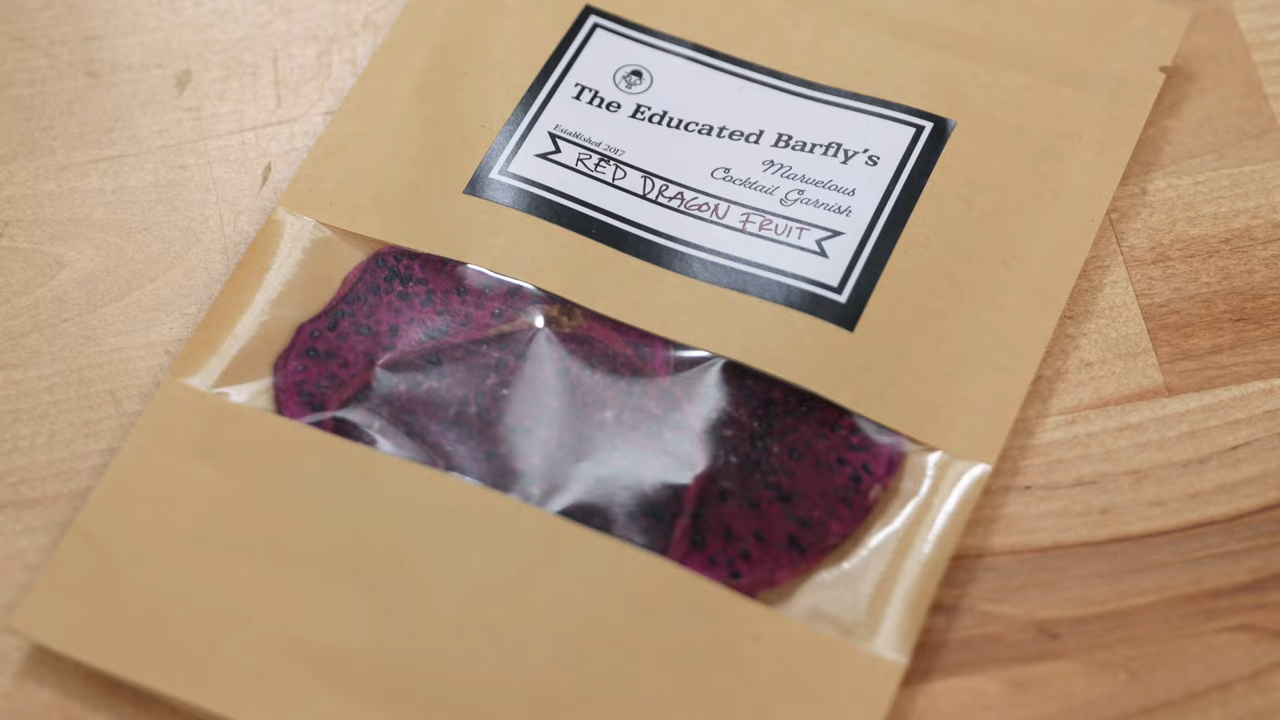 The Educated Barfly's
Established 2017
Marvelous
Cocktail Garnish
RED DRAGON FRUIT